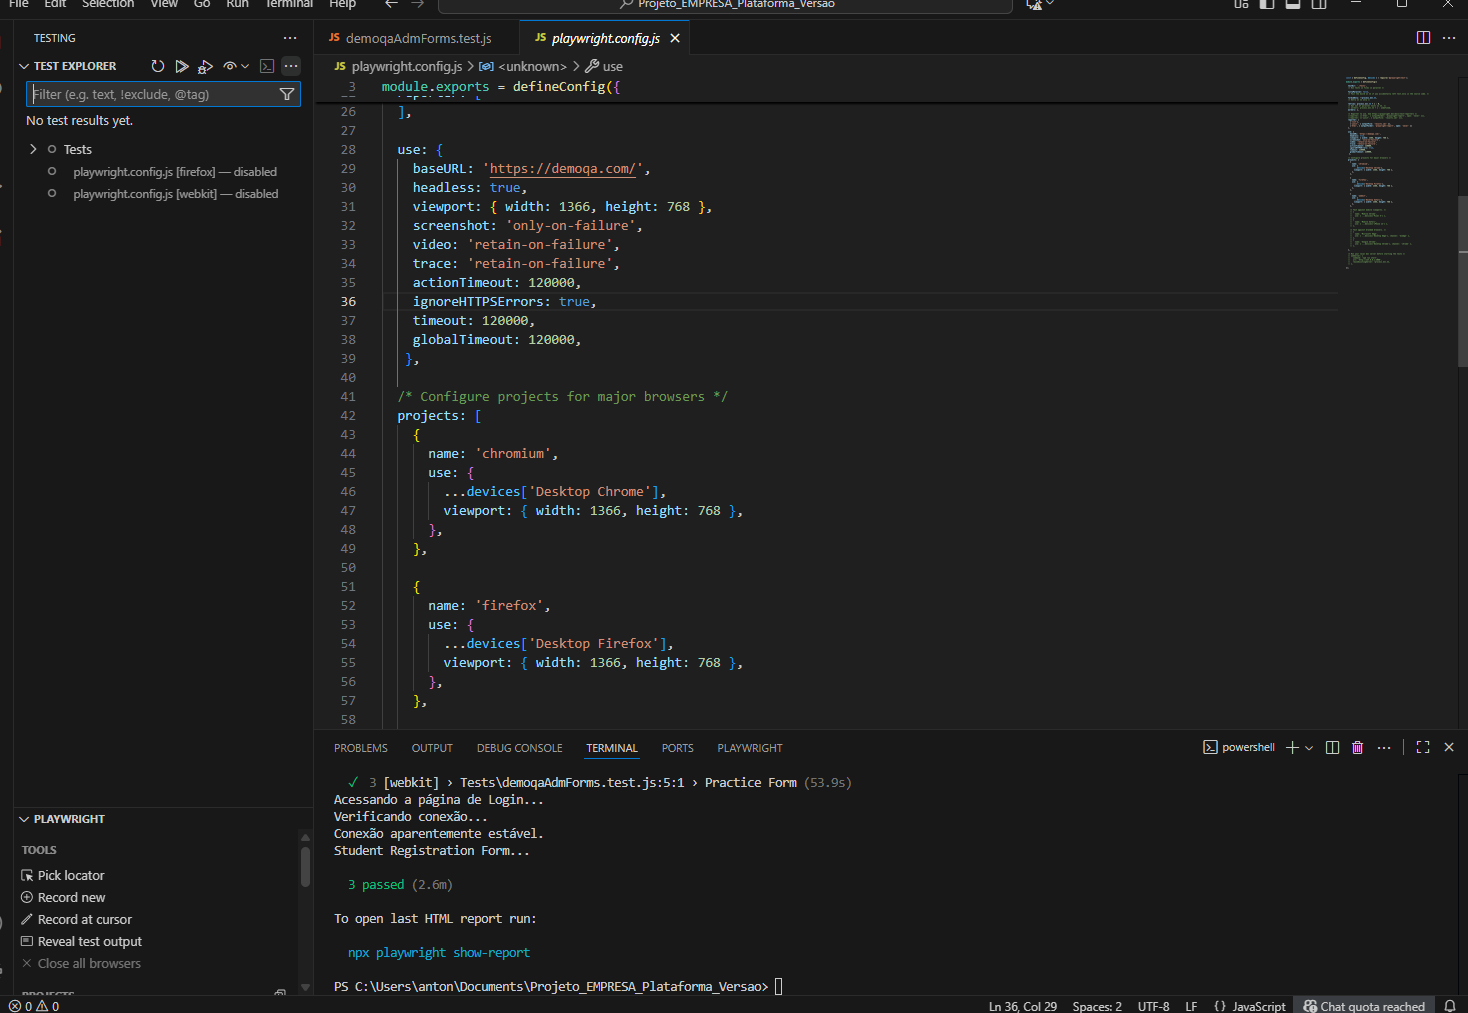 File Edit Selection View Go Run Terminal Help
Projeto_EMPRESA_Plataforma_Versao
TESTING
TEST EXPLORER
Filter (e.g. text, !exclude, @tag)
No test results yet.
Tests
playwright.config.js [firefox] — disabled
playwright.config.js [webkit] — disabled
PLAYWRIGHT
TOOLS
Pick locator
Record new
Record at cursor
Reveal test output
Close all browsers
PROJECTS
JS demoqaAdmForms.test.js JS playwright.config.js
JS playwright.config.js > <unknown> > use
3 module.exports = defineConfig({
26 ],
27
28 use: {
29 baseURL: 'https://demoqa.com/',
30 headless: true,
31 viewport: { width: 1366, height: 768 },
32 screenshot: 'only-on-failure',
33 video: 'retain-on-failure',
34 trace: 'retain-on-failure',
35 actionTimeout: 120000,
36 ignoreHTTPSErrors: true,
37 timeout: 120000,
38 globalTimeout: 120000,
39 },
40
41 /* Configure projects for major browsers */
42 projects: [
43 {
44 name: 'chromium',
45 use: {
46 ...devices['Desktop Chrome'],
47 viewport: { width: 1366, height: 768 },
48 },
49 },
50
51 {
52 name: 'firefox',
53 use: {
54 ...devices['Desktop Firefox'],
55 viewport: { width: 1366, height: 768 },
56 },
57 },
58
PROBLEMS OUTPUT DEBUG CONSOLE TERMINAL PORTS PLAYWRIGHT
powershell
✓ 3 [webkit] › Tests\demoqaAdmForms.test.js:5:1 › Practice Form (53.9s)
Acessando a página de Login...
Verificando conexão...
Conexão aparentemente estável.
Student Registration Form...
3 passed (2.6m)
To open last HTML report run:
npx playwright show-report
PS C:\Users\anton\Documents\Projeto_EMPRESA_Plataforma_Versao>
0 0
Ln 36, Col 29 Spaces: 2 UTF-8 LF {} JavaScript Chat quota reached